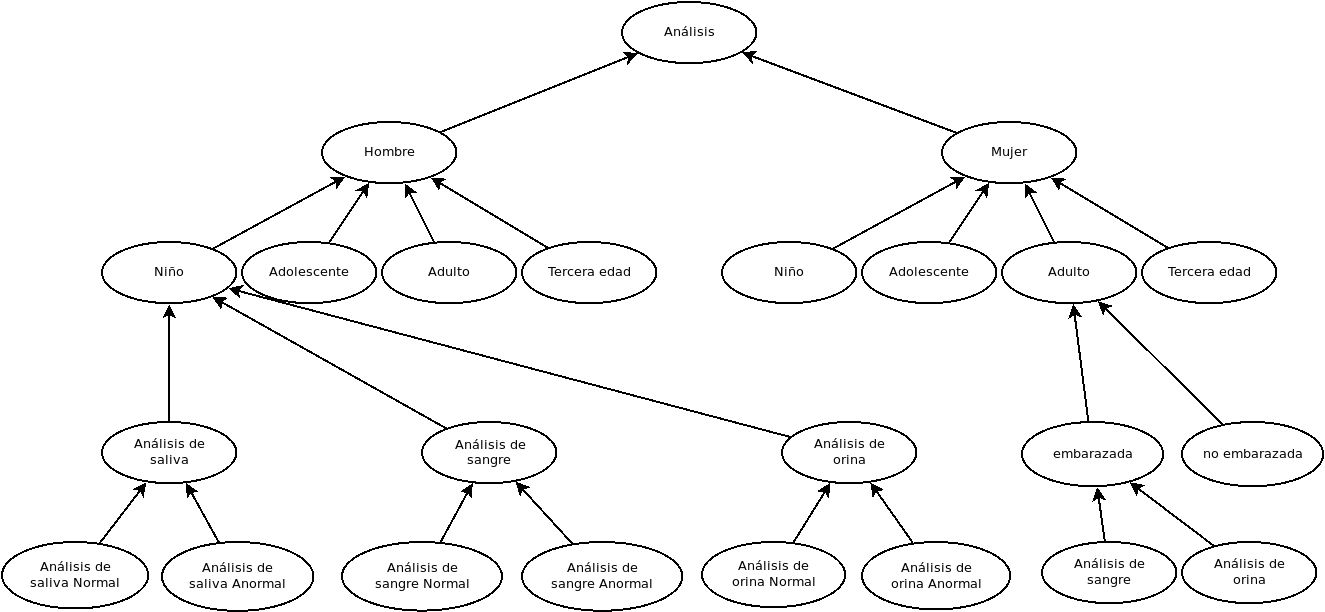 Análisis
Hombre
Mujer
Niño
Adolescente
Adulto
Tercera edad
Niño
Adolescente
Adulto
Tercera edad
Análisis de
saliva
Análisis de
sangre
Análisis de
orina
embarazada
no embarazada
Análisis de
saliva Normal
Análisis de
saliva Anormal
Análisis de
sangre Normal
Análisis de
sangre Anormal
Análisis de
orina Normal
Análisis de
orina Anormal
Análisis de
sangre
Análisis de
orina